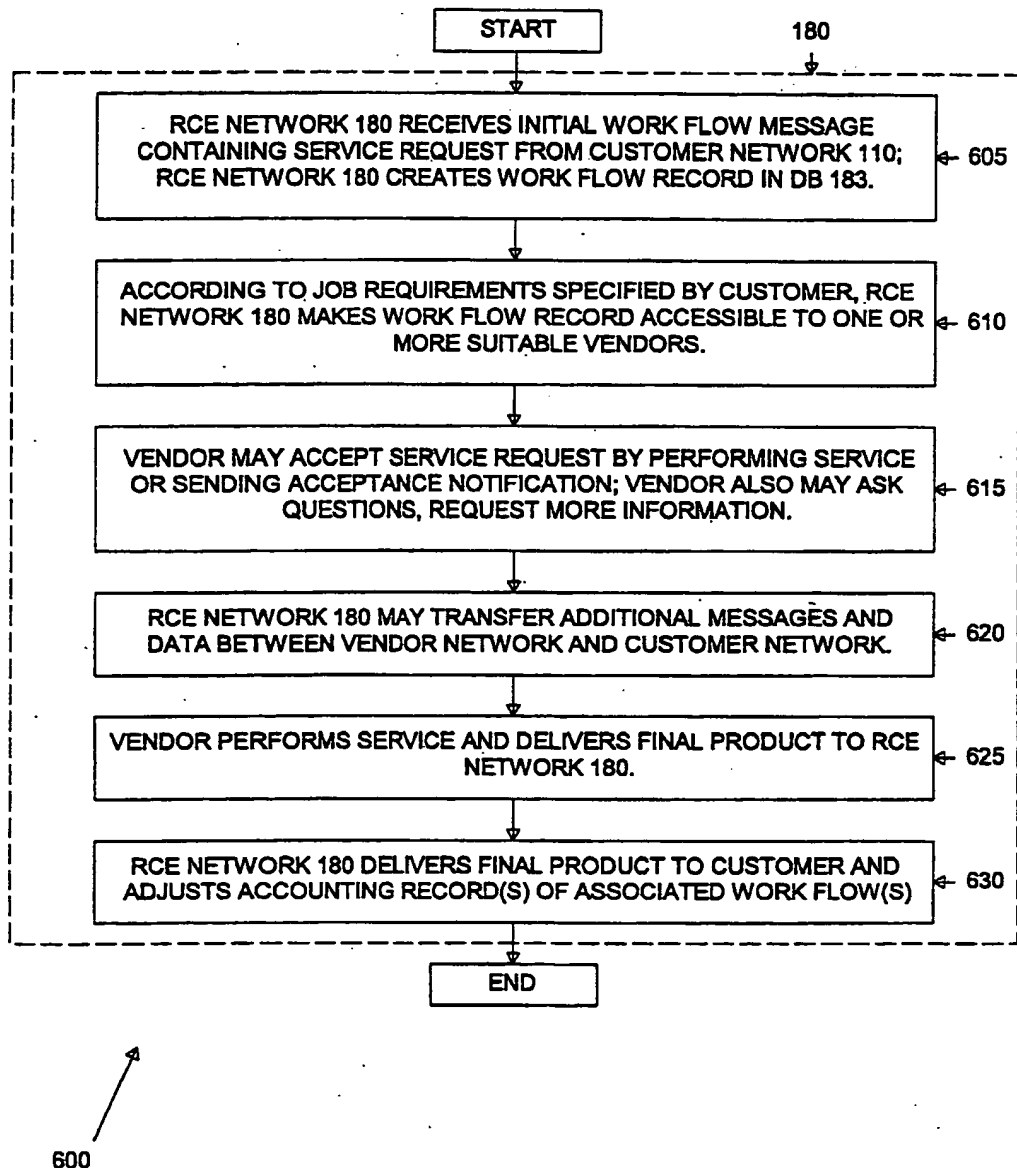 START
180
RCE NETWORK 180 RECEIVES INITIAL WORK FLOW MESSAGE
CONTAINING SERVICE REQUEST FROM CUSTOMER NETWORK 110;
RCE NETWORK 180 CREATES WORK FLOW RECORD IN DB 183.
605
ACCORDING TO JOB REQUIREMENTS SPECIFIED BY CUSTOMER, RCE
NETWORK 180 MAKES WORK FLOW RECORD ACCESSIBLE TO ONE OR
MORE SUITABLE VENDORS.
610
VENDOR MAY ACCEPT SERVICE REQUEST BY PERFORMING SERVICE
OR SENDING ACCEPTANCE NOTIFICATION; VENDOR ALSO MAY ASK
QUESTIONS, REQUEST MORE INFORMATION.
615
RCE NETWORK 180 MAY TRANSFER ADDITIONAL MESSAGES AND
DATA BETWEEN VENDOR NETWORK AND CUSTOMER NETWORK.
620
VENDOR PERFORMS SERVICE AND DELIVERS FINAL PRODUCT TO RCE
NETWORK 180.
625
RCE NETWORK 180 DELIVERS FINAL PRODUCT TO CUSTOMER AND
ADJUSTS ACCOUNTING RECORD(S) OF ASSOCIATED WORK FLOW(S)
630
END
600